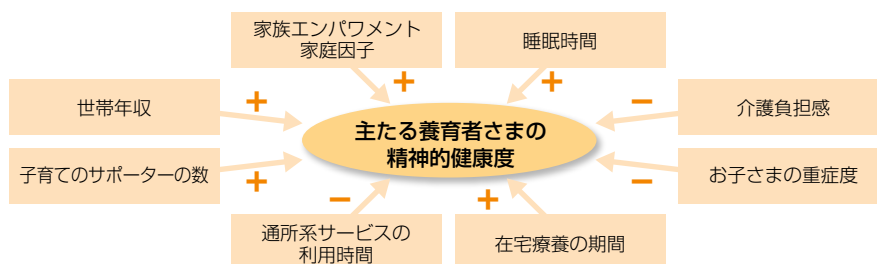 家族エンパワメント
家庭因子
睡眠時間
+
+
世帯年収
+
−
介護負担感
主たる養育者さまの
精神的健康度
子育てのサポーターの数
+
−
お子さまの重症度
−
+
通所系サービスの
利用時間
在宅療養の期間